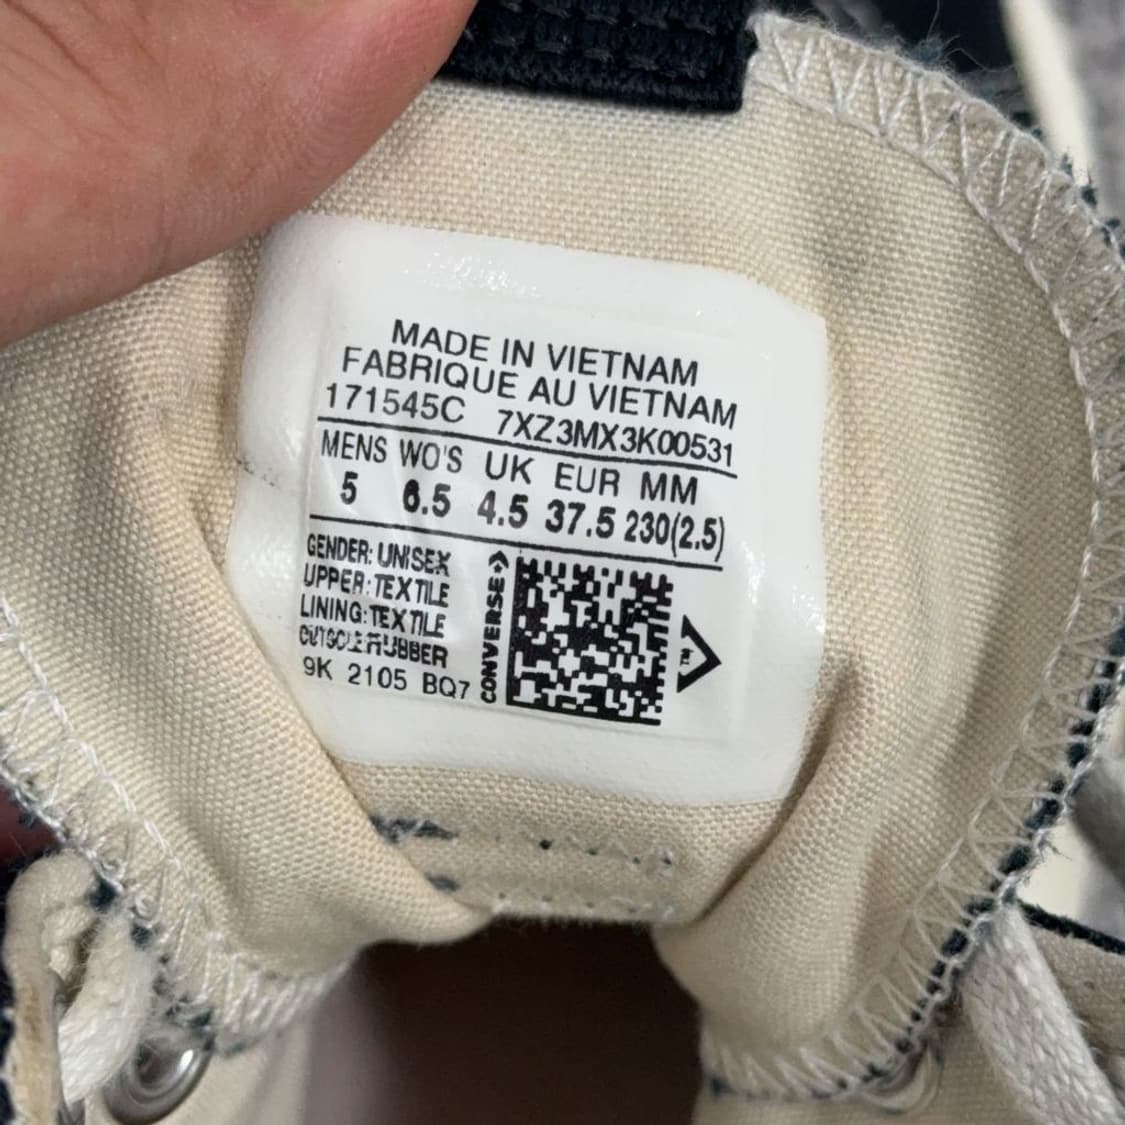 MADE IN VIETNAM
FABRIQUE AU VIETNAM
171545C 7XZ3MX3K00531
MENS WO'S UK EUR MM
5 6.5 4.5 37.5 230(2.5)
GENDER: UNISEX
UPPER: TEXTILE
LINING: TEXTILE
OUTSOLE: RUBBER
9K 2105 BQ7
CONVERSE